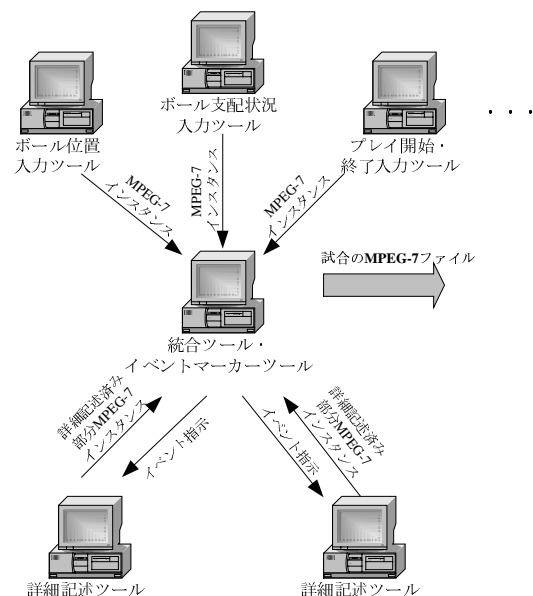 ボール支配状況
入力ツール
ボール位置
入力ツール
プレイ開始・
終了入力ツール
・・・
MPEG-7
インスタンス
MPEG-7
インスタンス
MPEG-7
インスタンス
試合のMPEG-7ファイル
統合ツール・
イベントマーカーツール
詳細記述済み
部分MPEG-7
インスタンス
イベント指示
イベント指示
詳細記述済み
部分MPEG-7
インスタンス
詳細記述ツール
詳細記述ツール